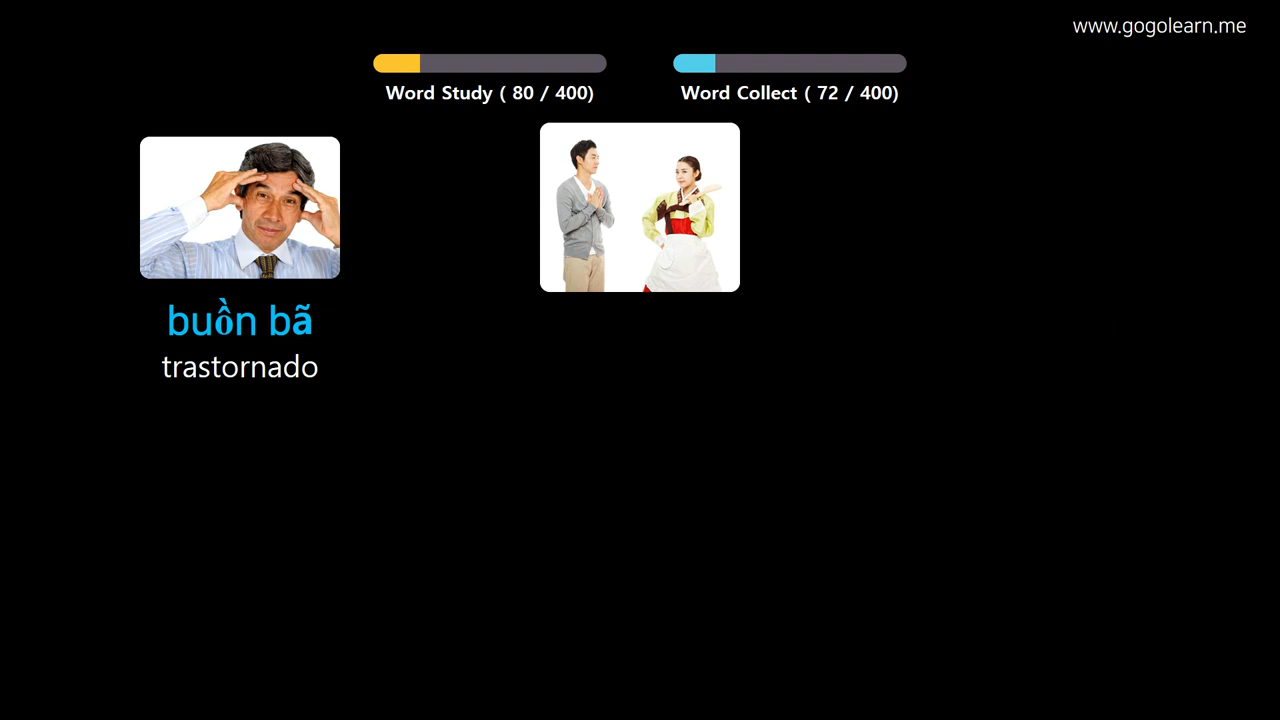 www.gogolearn.me
Word Study ( 80 / 400)
Word Collect ( 72 / 400)
buồn bã
trastornado